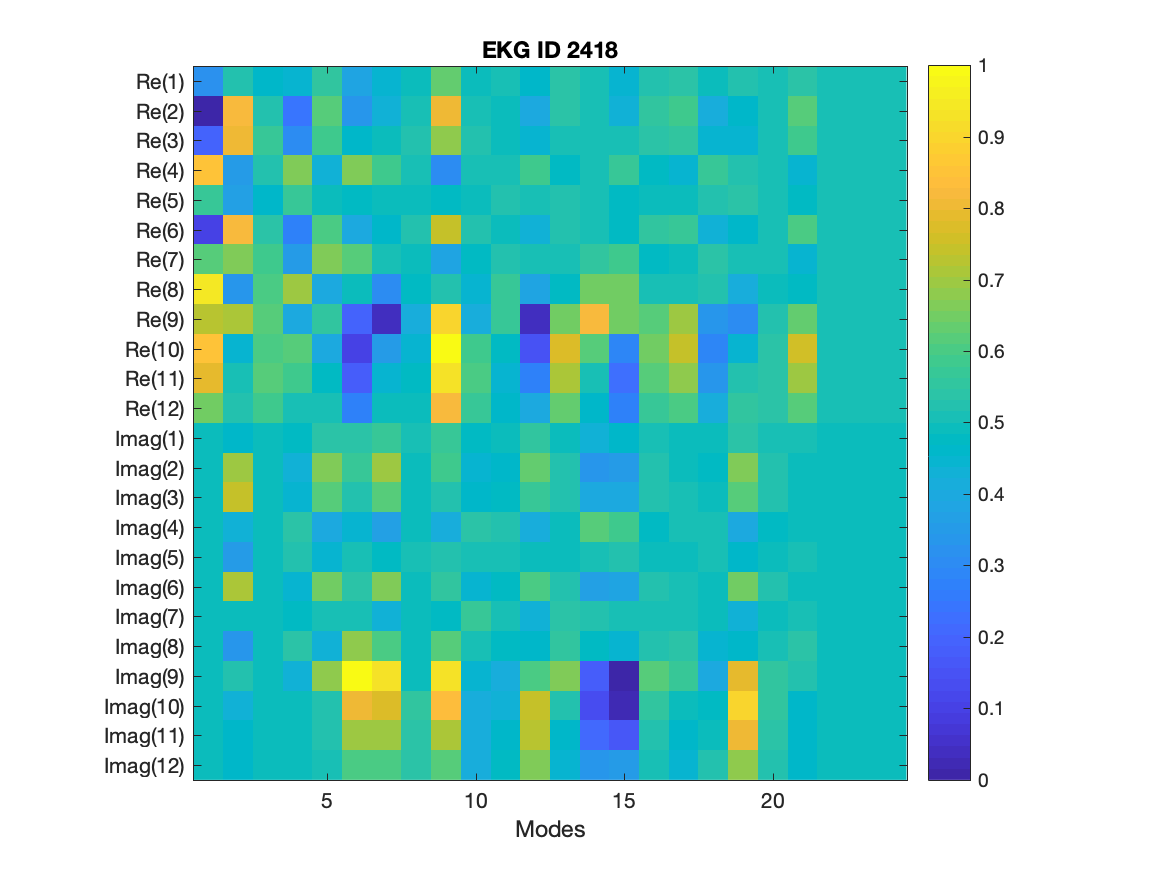 EKG ID 2418
Re(1)
Re(2)
Re(3)
Re(4)
Re(5)
Re(6)
Re(7)
Re(8)
Re(9)
Re(10)
Re(11)
Re(12)
Imag(1)
Imag(2)
Imag(3)
Imag(4)
Imag(5)
Imag(6)
Imag(7)
Imag(8)
Imag(9)
Imag(10)
Imag(11)
Imag(12)
5 10 15 20
Modes
1
0.9
0.8
0.7
0.6
0.5
0.4
0.3
0.2
0.1
0